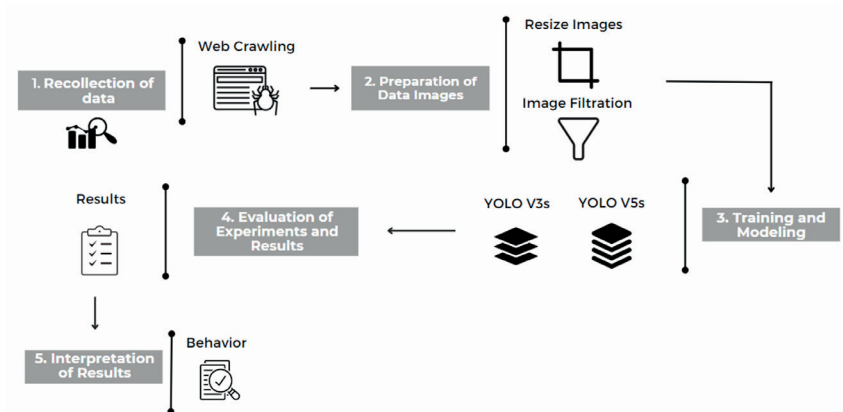 1. Recollection of
data
Web Crawling
2. Preparation of
Data Images
Resize Images
Image Filtration
3. Training and
Modeling
YOLO V3s
YOLO V5s
4. Evaluation of
Experiments and
Results
Results
5. Interpretation
of Results
Behavior